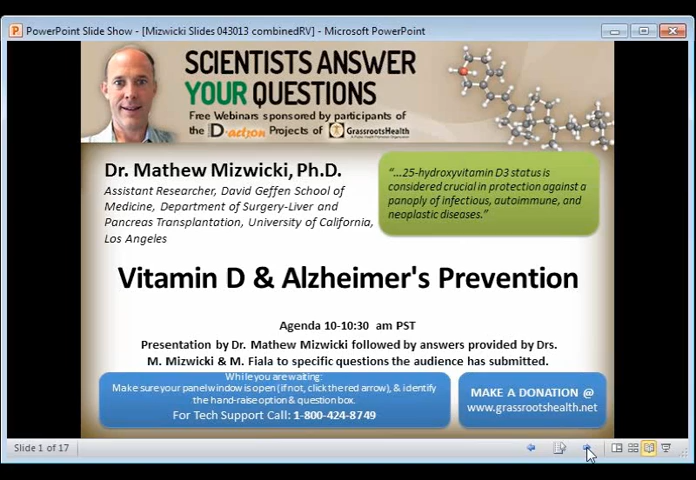 PowerPoint Slide Show - [Mizwicki Slides 043013 combinedRV] - Microsoft PowerPoint
SCIENTISTS ANSWER
YOUR QUESTIONS
Free Webinars sponsored by participants of
the D-action Projects of GrassrootsHealth
Dr. Mathew Mizwicki, Ph.D.
Assistant Researcher, David Geffen School of
Medicine, Department of Surgery-Liver and
Pancreas Transplantation, University of California,
Los Angeles
"...25-hydroxyvitamin D3 status is
considered crucial in protection against a
panoply of infectious, autoimmune, and
neoplastic diseases."
Vitamin D & Alzheimer's Prevention
Agenda 10-10:30 am PST
Presentation by Dr. Mathew Mizwicki followed by answers provided by Drs.
M. Mizwicki & M. Fiala to specific questions the audience has submitted.
While you are waiting:
Make sure your panel window is open (if not, click the red arrow), & identify
the hand-raise option & question box.
For Tech Support Call: 1-800-424-8749
MAKE A DONATION @
www.grassrootshealth.net
Slide 1 of 17